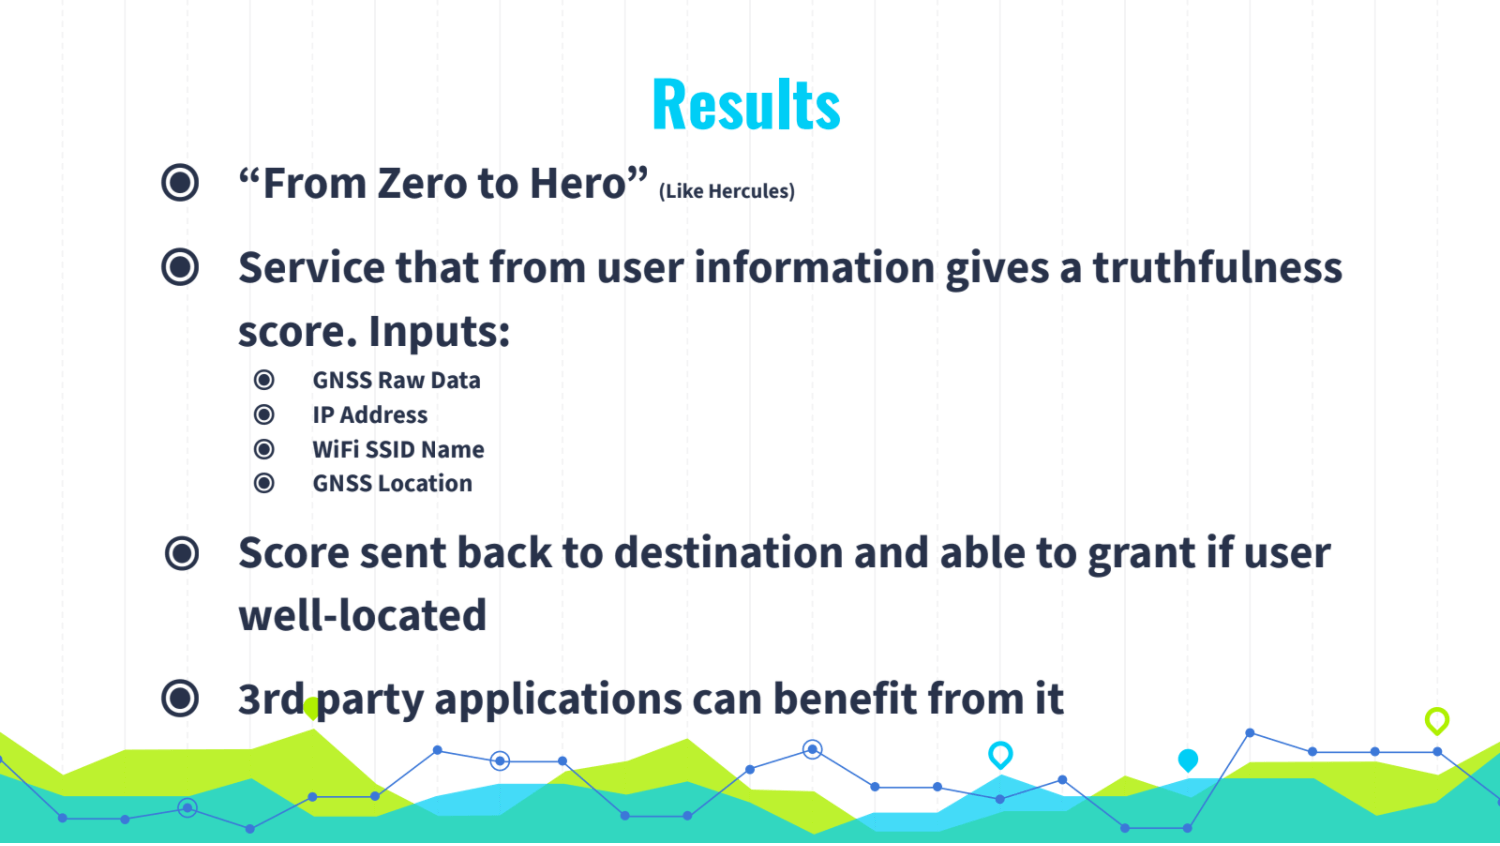 Results
“From Zero to Hero” (Like Hercules)
Service that from user information gives a truthfulness
score. Inputs:
GNSS Raw Data
IP Address
WiFi SSID Name
GNSS Location
Score sent back to destination and able to grant if user
well-located
3rd party applications can benefit from it